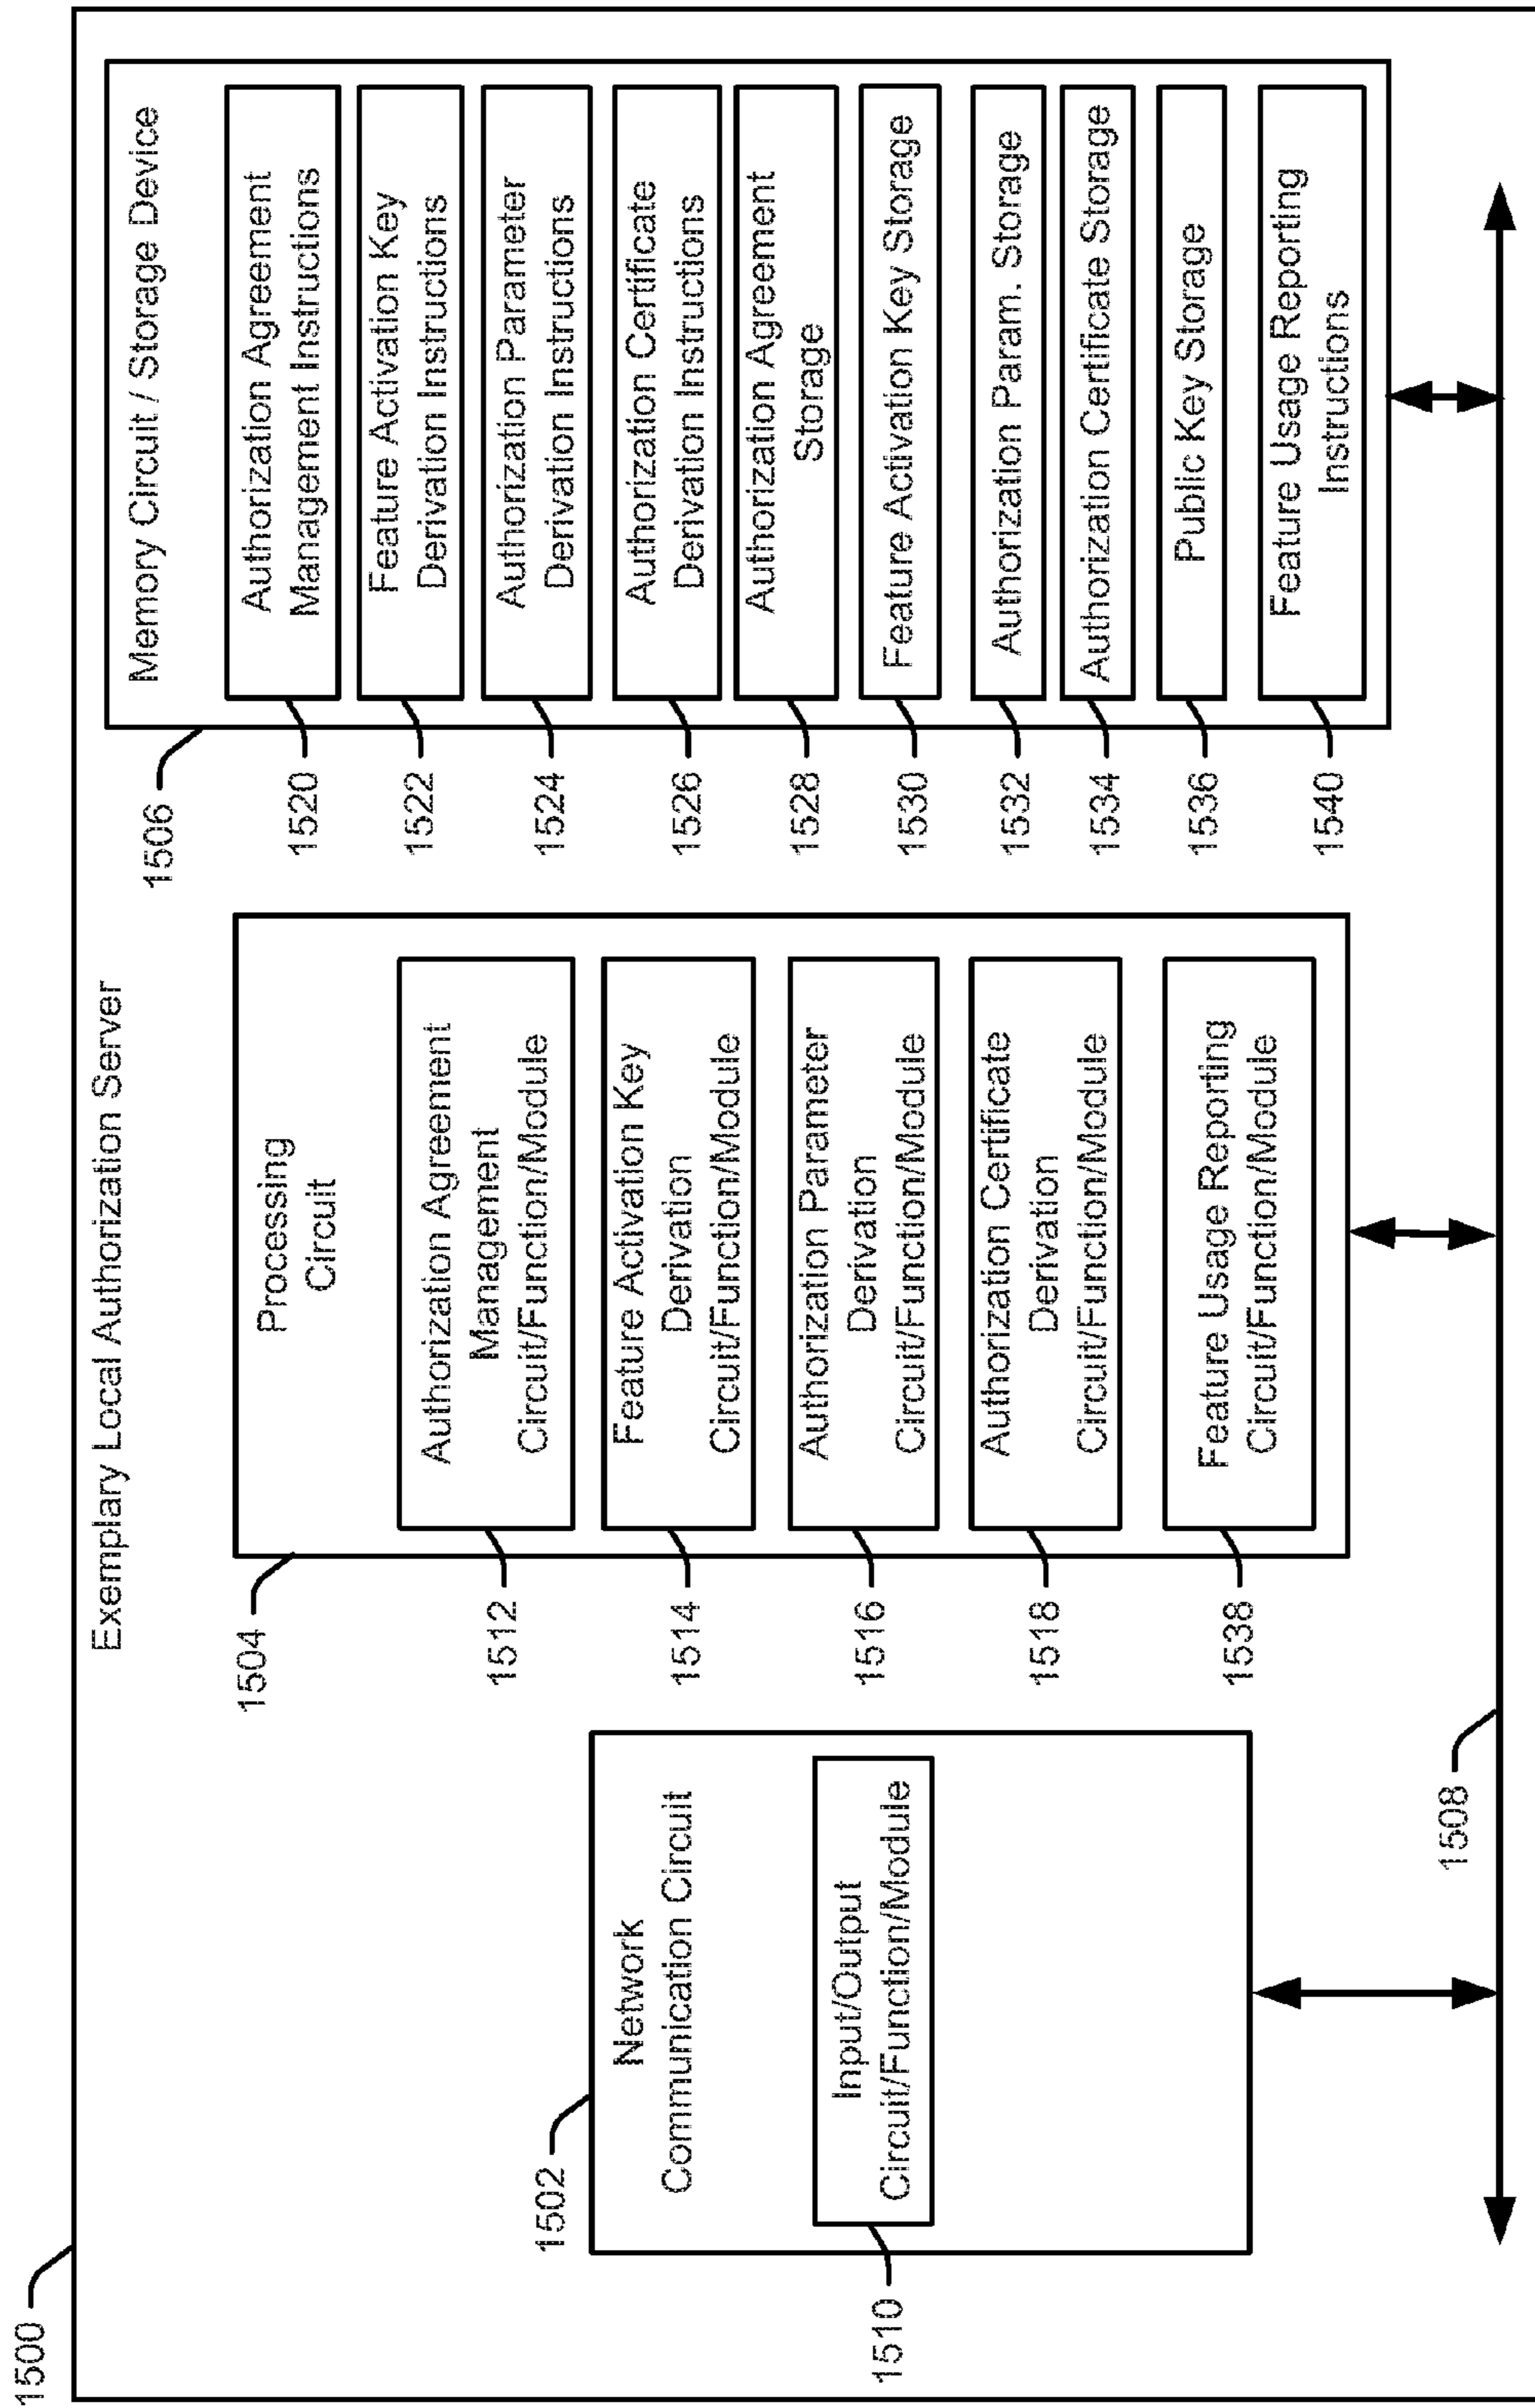 1500
Exemplary Local Authorization Server
1502
Network
Communication Circuit
1510
Input/Output
Circuit/Function/Module
1504
Processing
Circuit
1512
Authorization Agreement
Management
Circuit/Function/Module
1514
Feature Activation Key
Derivation
Circuit/Function/Module
1516
Authorization Parameter
Derivation
Circuit/Function/Module
1518
Authorization Certificate
Derivation
Circuit/Function/Module
1538
Feature Usage Reporting
Circuit/Function/Module
1506
Memory Circuit / Storage Device
1520
Authorization Agreement
Management Instructions
1522
Feature Activation Key
Derivation Instructions
1524
Authorization Parameter
Derivation Instructions
1526
Authorization Certificate
Derivation Instructions
1528
Authorization Agreement
Storage
1530
Feature Activation Key Storage
1532
Authorization Param. Storage
1534
Authorization Certificate Storage
1536
Public Key Storage
1540
Feature Usage Reporting
Instructions
1508